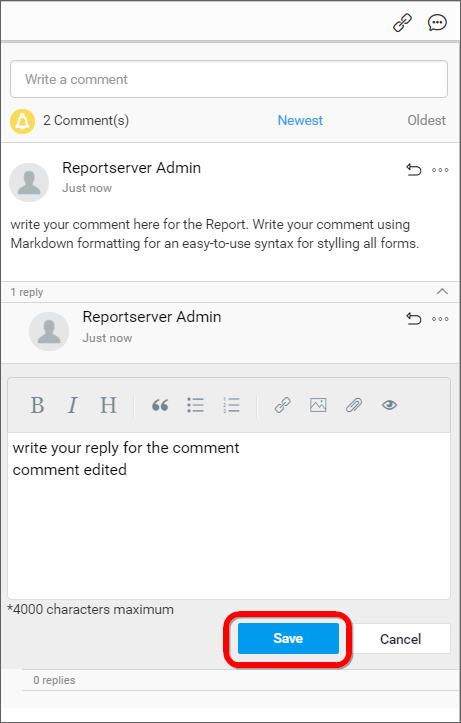 Write a comment
2 Comment(s) Newest Oldest
Reportserver Admin
Just now
write your comment here for the Report. Write your comment using
Markdown formatting for an easy-to-use syntax for stylling all forms.
1 reply
Reportserver Admin
Just now
B I H
write your reply for the comment
comment edited
*4000 characters maximum
Save Cancel
0 replies